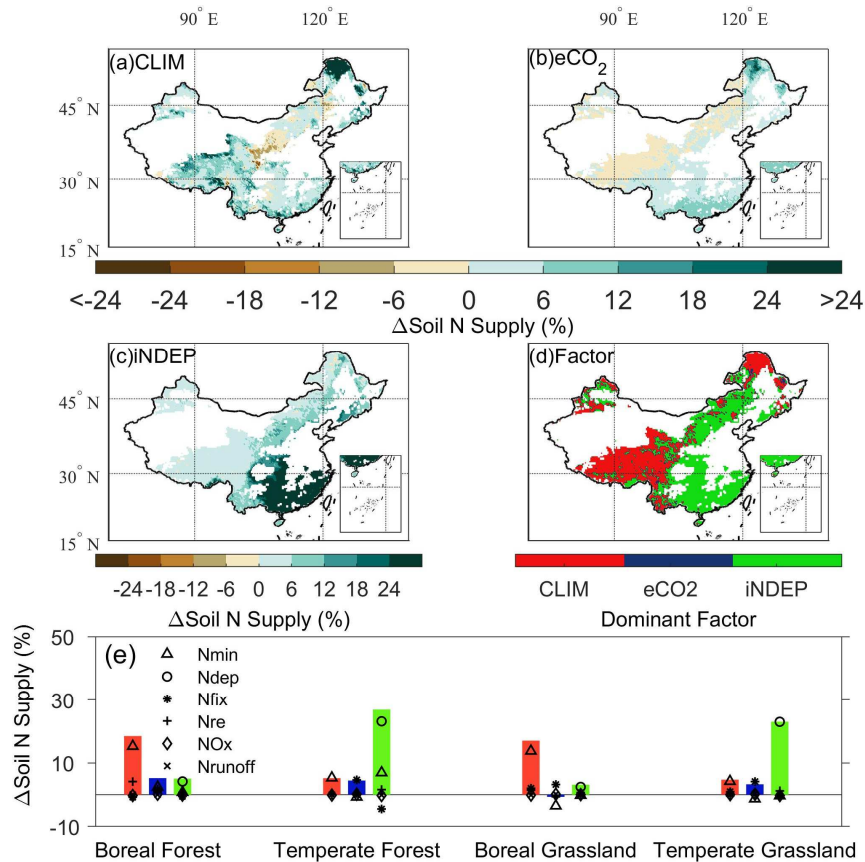 90° E 120° E 90° E 120° E
(a)CLIM (b)eCO₂
45° N
30° N
15° N
<-24 -24 -18 -12 -6 0 6 12 18 24 >24
ΔSoil N Supply (%)
(c)iNDEP (d)Factor
45° N 45° N
30° N 30° N
15° N 15° N
-24 -18 -12 -6 0 6 12 18 24
CLIM eCO2 iNDEP
ΔSoil N Supply (%) Dominant Factor
50
30
10
-10
ΔSoil N Supply (%)
(e)
Nmin
Ndep
Nfix
Nre
NOx
Nrunoff
Boreal Forest Temperate Forest Boreal Grassland Temperate Grassland